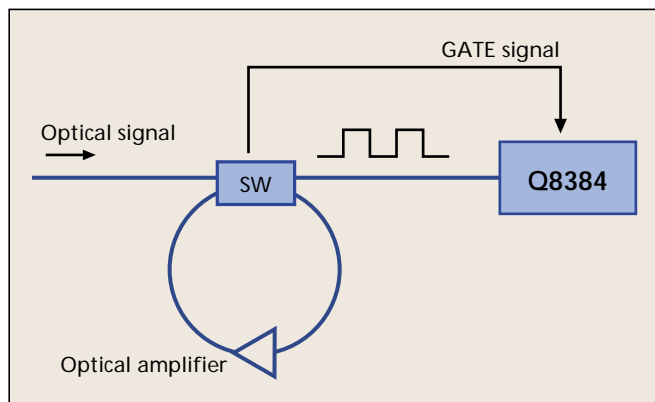 GATE signal
Optical signal
SW
Q8384
Optical amplifier